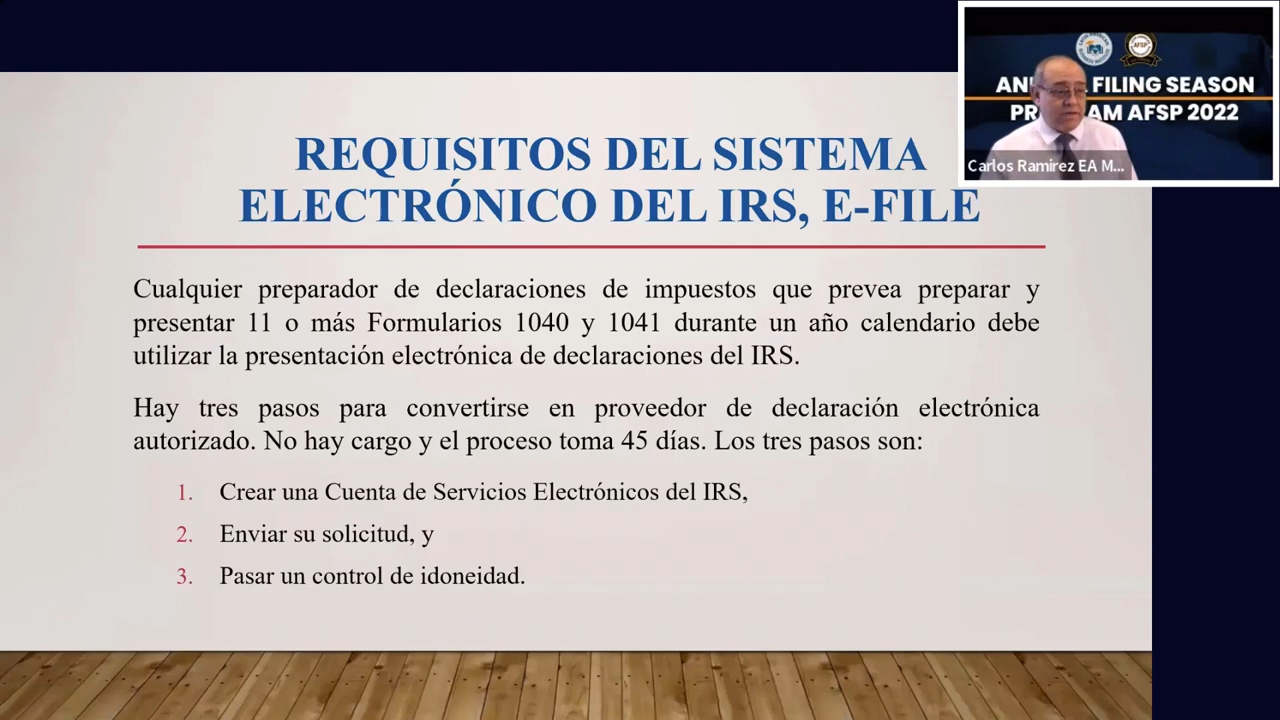 AFSP
FILING SEASON
AM AFSP 2022
Carlos Ramirez EA M...
REQUISITOS DEL SISTEMA
ELECTRÓNICO DEL IRS, E-FILE
Cualquier preparador de declaraciones de impuestos que prevea preparar y
presentar 11 o más Formularios 1040 y 1041 durante un año calendario debe
utilizar la presentación electrónica de declaraciones del IRS.
Hay tres pasos para convertirse en proveedor de declaración electrónica
autorizado. No hay cargo y el proceso toma 45 días. Los tres pasos son:
1. Crear una Cuenta de Servicios Electrónicos del IRS,
2. Enviar su solicitud, y
3. Pasar un control de idoneidad.